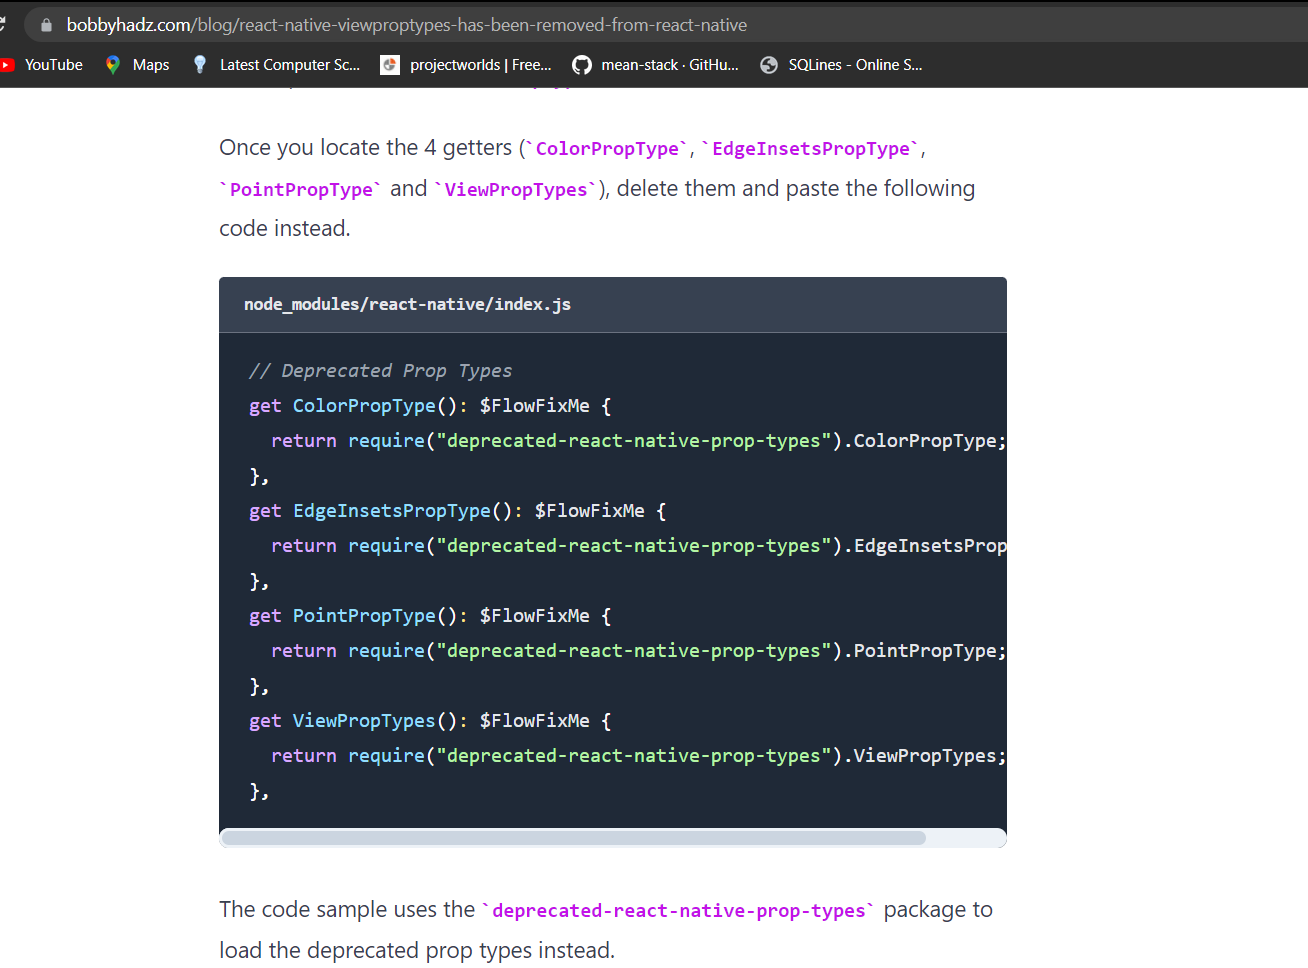 bobbyhadz.com/blog/react-native-viewproptypes-has-been-removed-from-react-native
YouTube Maps Latest Computer Sc... projectworlds | Free... mean-stack · GitHu... SQLines - Online S...
Once you locate the 4 getters (`ColorPropType`, `EdgeInsetsPropType`,
`PointPropType` and `ViewPropTypes`), delete them and paste the following
code instead.
node_modules/react-native/index.js
// Deprecated Prop Types
get ColorPropType(): $FlowFixMe {
  return require("deprecated-react-native-prop-types").ColorPropType;
},
get EdgeInsetsPropType(): $FlowFixMe {
  return require("deprecated-react-native-prop-types").EdgeInsetsProp
},
get PointPropType(): $FlowFixMe {
  return require("deprecated-react-native-prop-types").PointPropType;
},
get ViewPropTypes(): $FlowFixMe {
  return require("deprecated-react-native-prop-types").ViewPropTypes;
},
The code sample uses the `deprecated-react-native-prop-types` package to
load the deprecated prop types instead.